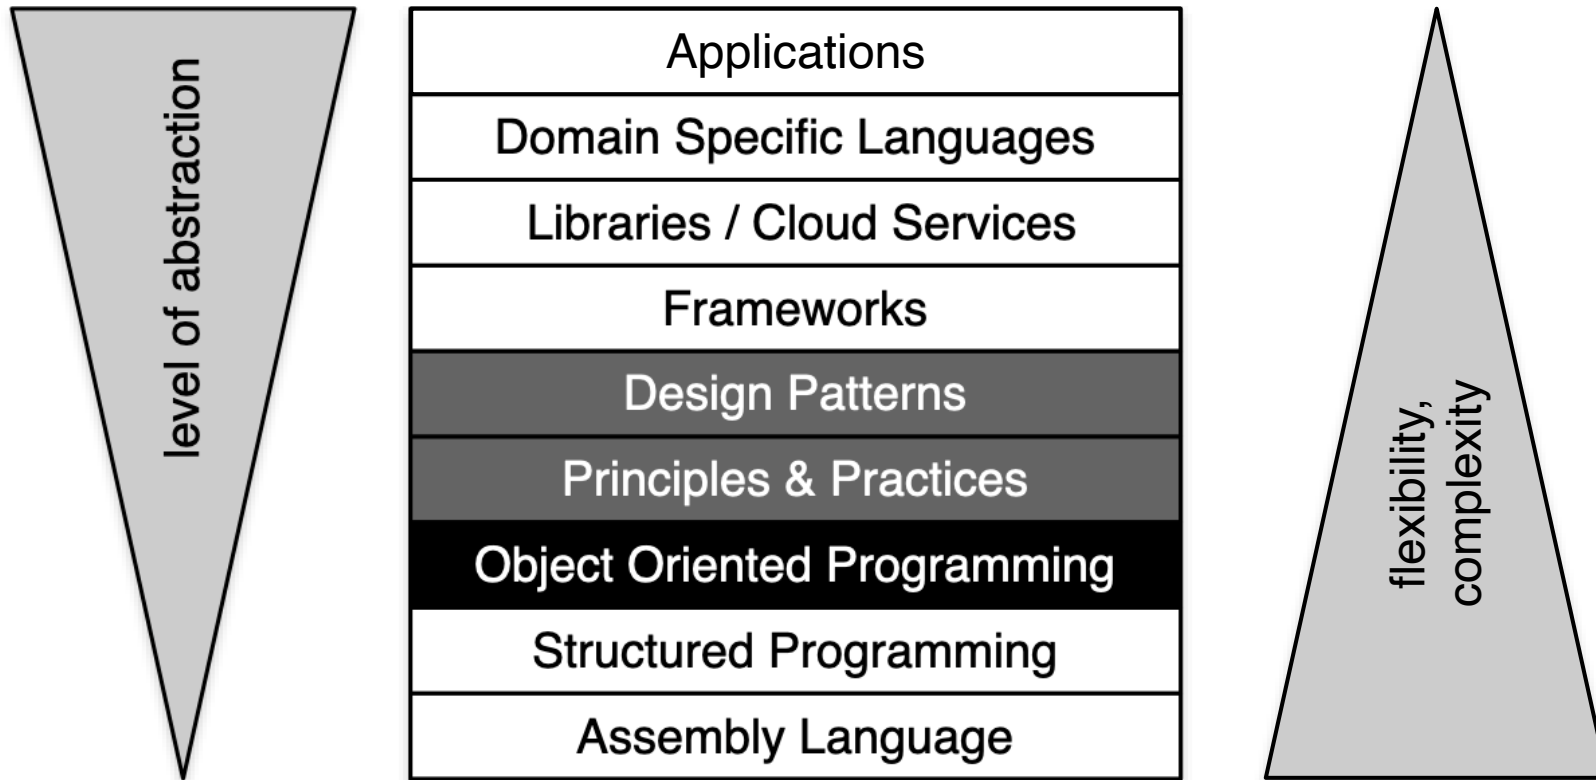 level of abstraction
Applications
Domain Specific Languages
Libraries / Cloud Services
Frameworks
Design Patterns
Principles & Practices
Object Oriented Programming
Structured Programming
Assembly Language
flexibility,
complexity